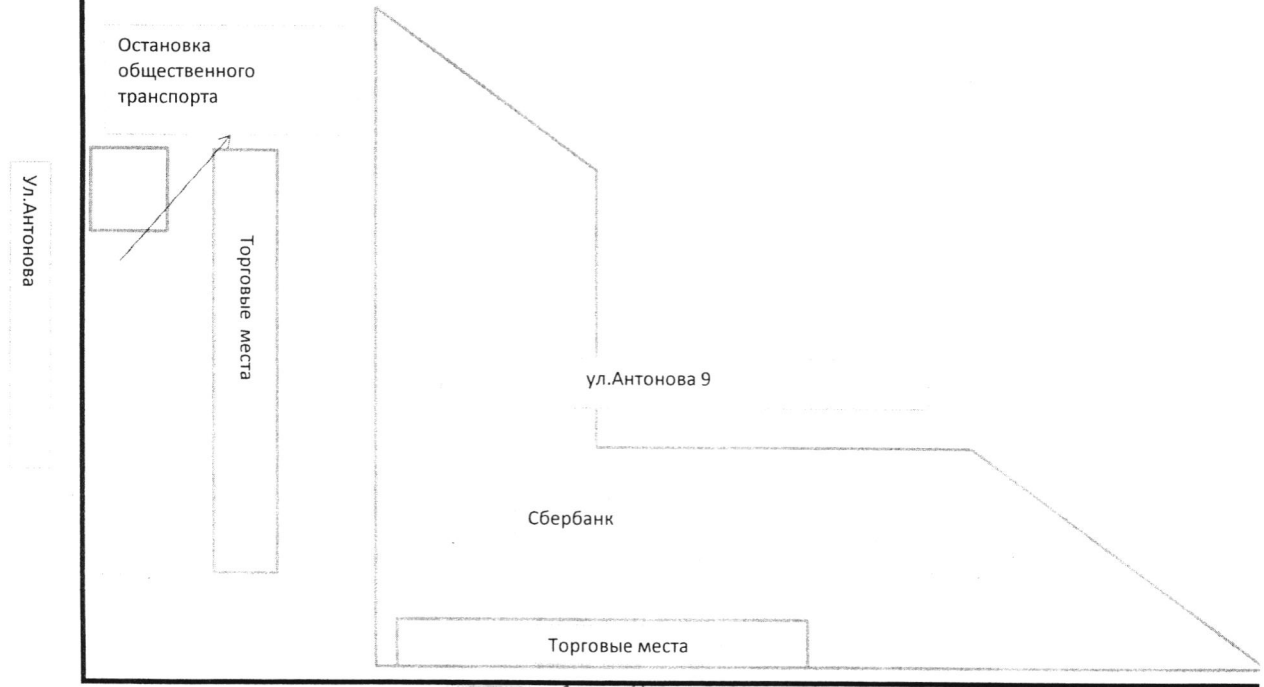 Остановка
общественного
транспорта
Ул.Антонова
Торговые места
ул.Антонова 9
Сбербанк
Торговые места